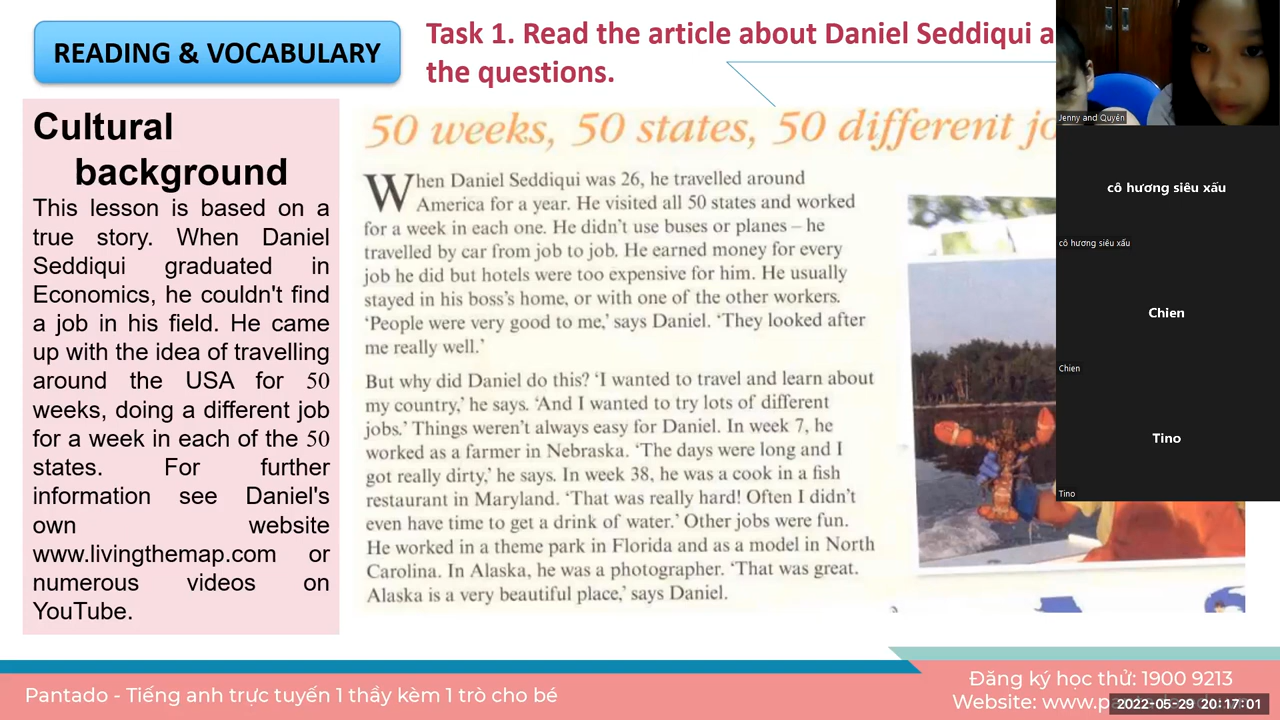 READING & VOCABULARY
Task 1. Read the article about Daniel Seddiqui a
the questions.
Cultural
background
This lesson is based on a
true story. When Daniel
Seddiqui graduated in
Economics, he couldn't find
a job in his field. He came
up with the idea of travelling
around the USA for 50
weeks, doing a different job
for a week in each of the 50
states. For further
information see Daniel's
own website
www.livingthemap.com or
numerous videos on
YouTube.
50 weeks, 50 states, 50 different jo
When Daniel Seddiqui was 26, he travelled around
America for a year. He visited all 50 states and worked
for a week in each one. He didn't use buses or planes – he
travelled by car from job to job. He earned money for every
job he did but hotels were too expensive for him. He usually
stayed in his boss's home, or with one of the other workers.
'People were very good to me,' says Daniel. 'They looked after
me really well.'
But why did Daniel do this? 'I wanted to travel and learn about
my country,' he says. 'And I wanted to try lots of different
jobs.' Things weren't always easy for Daniel. In week 7, he
worked as a farmer in Nebraska. 'The days were long and I
got really dirty,' he says. In week 38, he was a cook in a fish
restaurant in Maryland. 'That was really hard! Often I didn't
even have time to get a drink of water.' Other jobs were fun.
He worked in a theme park in Florida and as a model in North
Carolina. In Alaska, he was a photographer. 'That was great.
Alaska is a very beautiful place,' says Daniel.
Jenny and Quyên
cô hương siêu xấu
cô hương siêu xấu
Chien
Chien
Tino
Tino
Pantado - Tiếng anh trực tuyến 1 thầy kèm 1 trò cho bé
Đăng ký học thử: 1900 9213
Website: www.p
2022-05-29 20:17:01